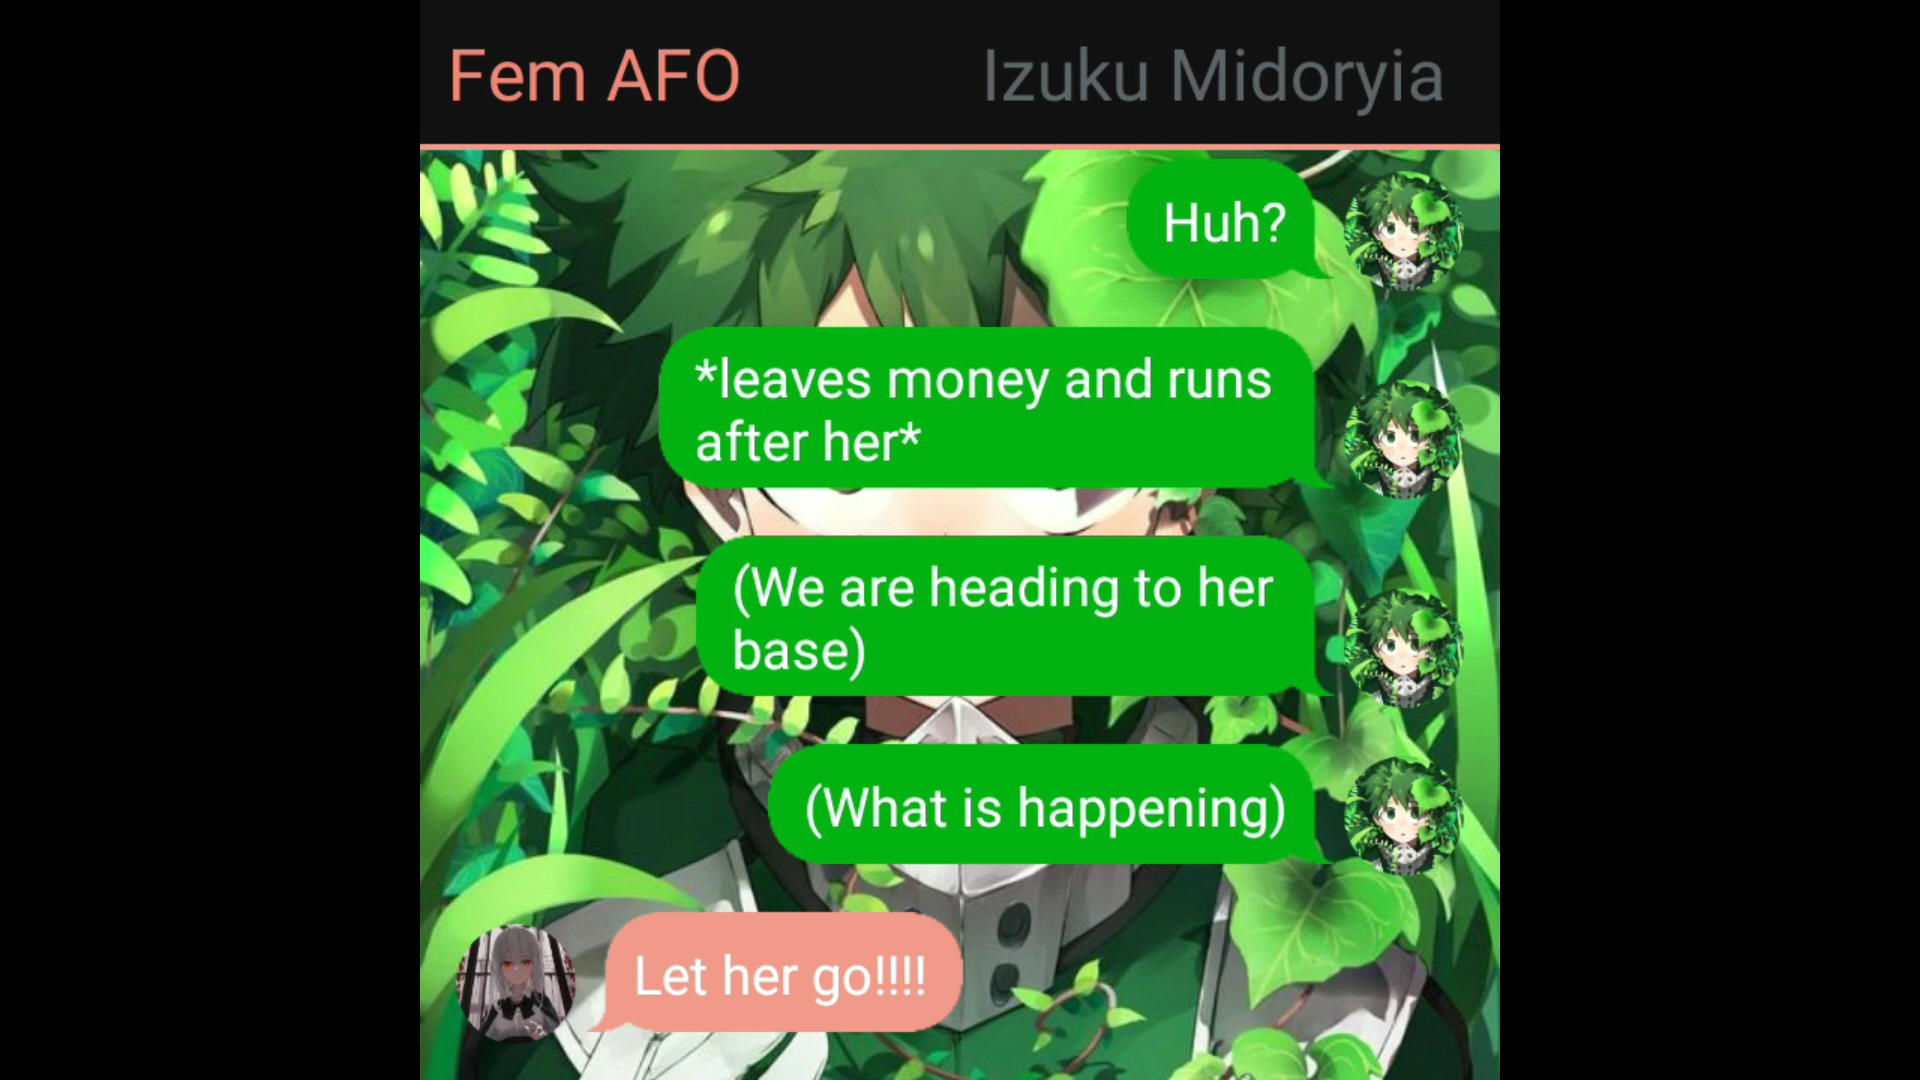 Fem AFO
Izuku Midoryia
Huh?
*leaves money and runs
after her*
(We are heading to her
base)
(What is happening)
Let her go!!!!